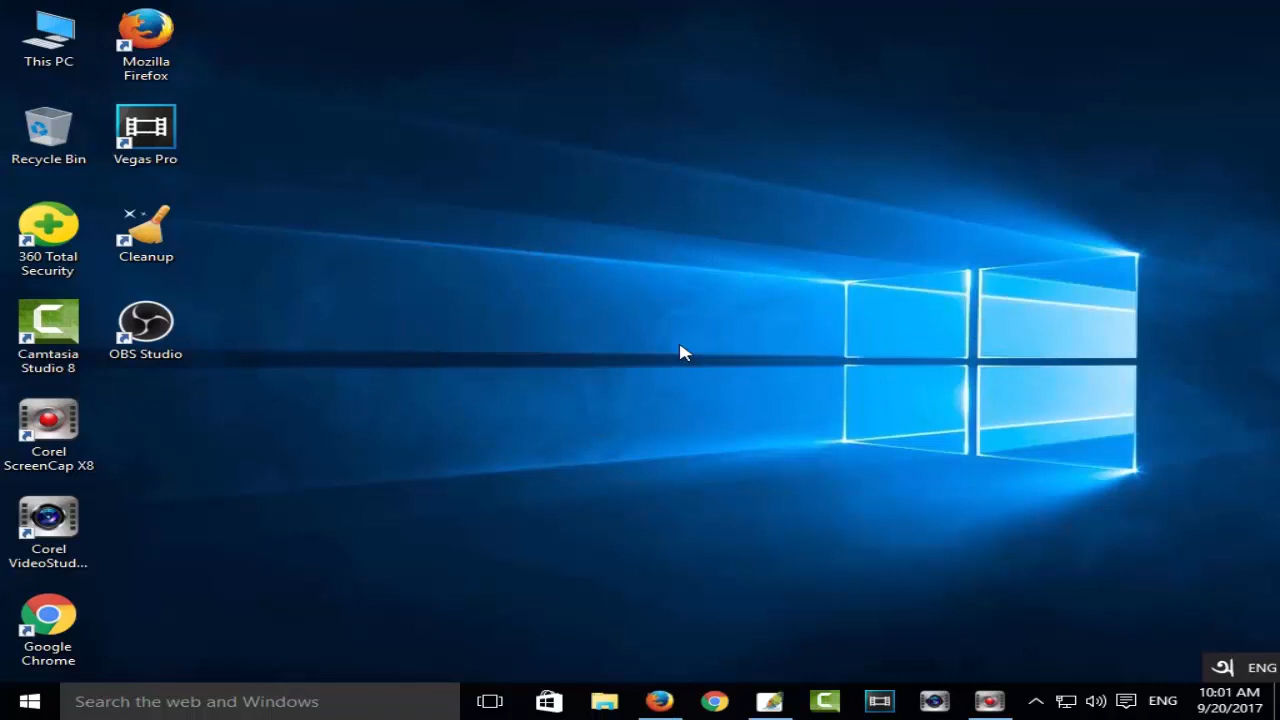 This PC
Mozilla
Firefox
Recycle Bin
Vegas Pro
360 Total
Security
Cleanup
Camtasia
Studio 8
OBS Studio
Corel
ScreenCap X8
Corel
VideoStud...
Google
Chrome
অ ENG
Search the web and Windows
ENG
10:01 AM
9/20/2017